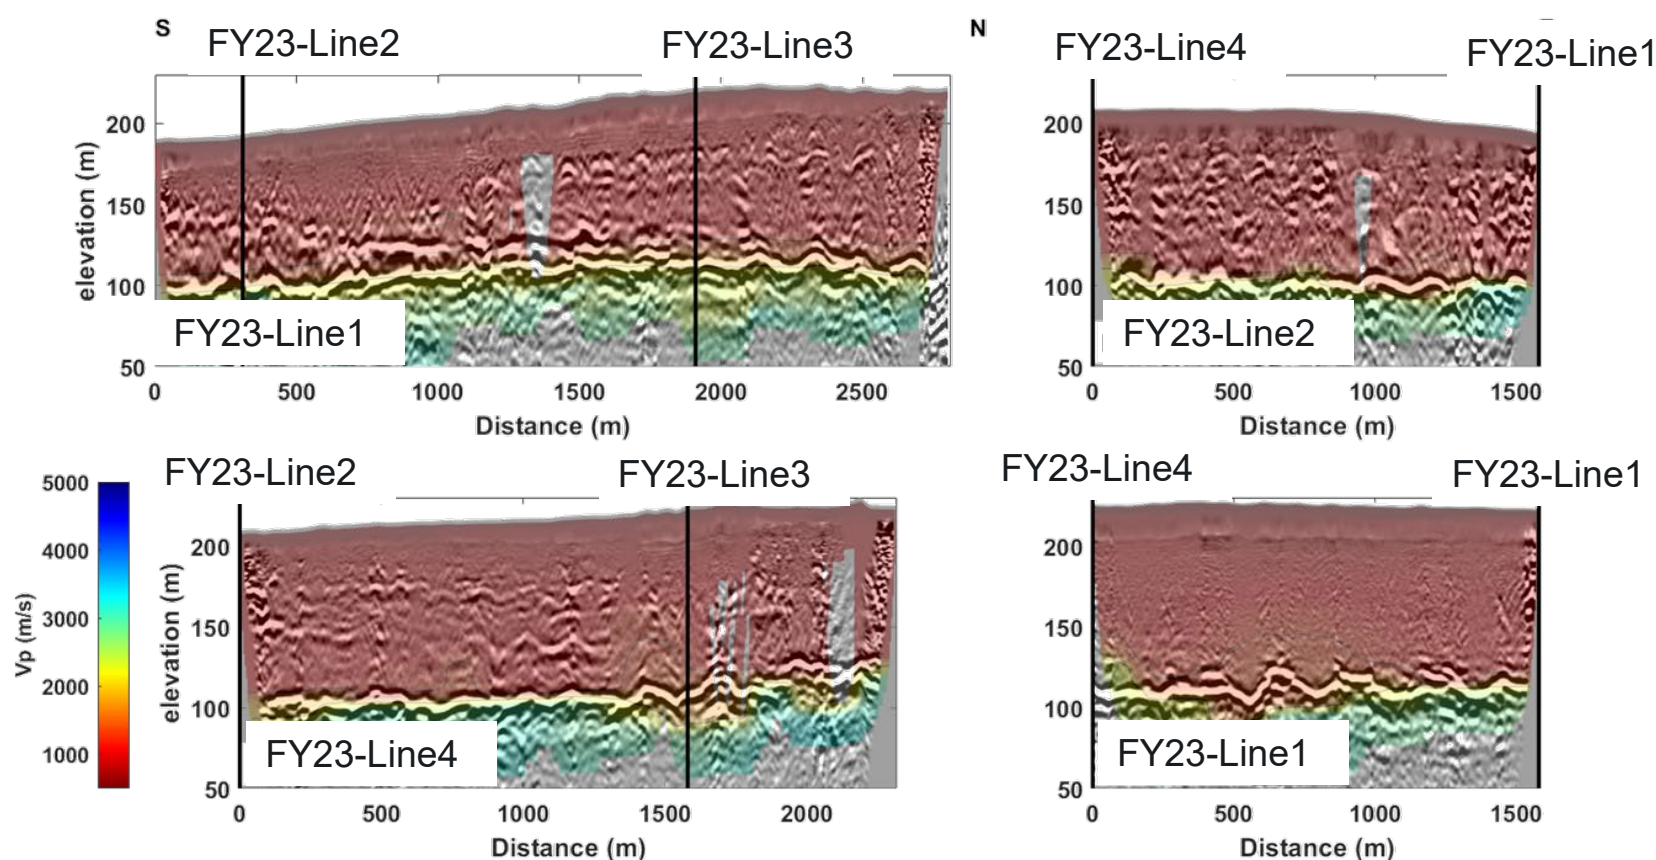 S
FY23-Line2
FY23-Line3
N
200
150
100
50
elevation (m)
FY23-Line1
0 500 1000 1500 2000 2500
Distance (m)
FY23-Line4
FY23-Line1
200
150
100
50
FY23-Line2
0 500 1000 1500
Distance (m)
5000
4000
3000
2000
1000
Vp (m/s)
FY23-Line2
FY23-Line3
200
150
100
50
elevation (m)
FY23-Line4
0 500 1000 1500 2000
Distance (m)
FY23-Line4
FY23-Line1
200
150
100
50
FY23-Line1
0 500 1000 1500
Distance (m)